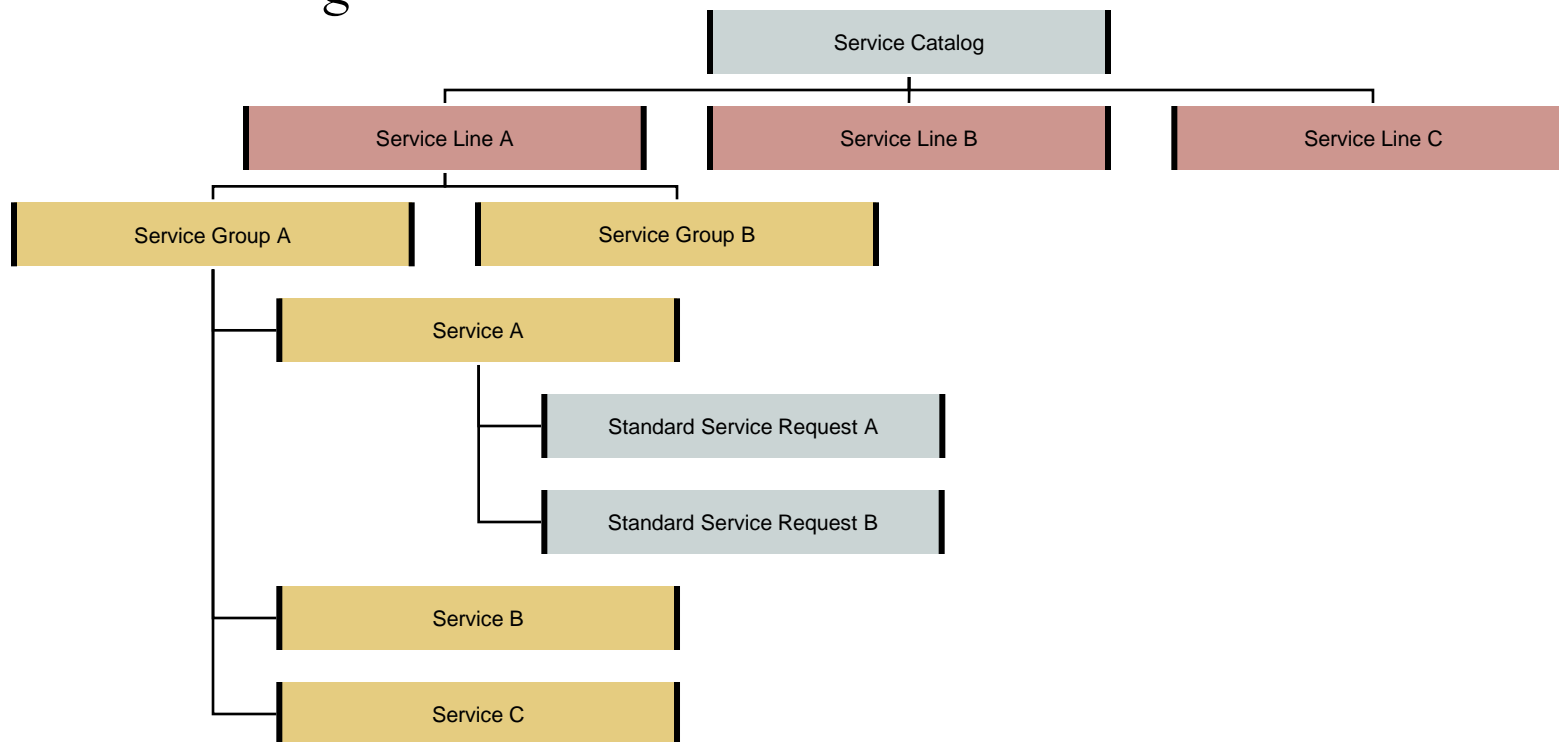 Service Catalog
Service Line A
Service Line B
Service Line C
Service Group A
Service Group B
Service A
Standard Service Request A
Standard Service Request B
Service B
Service C